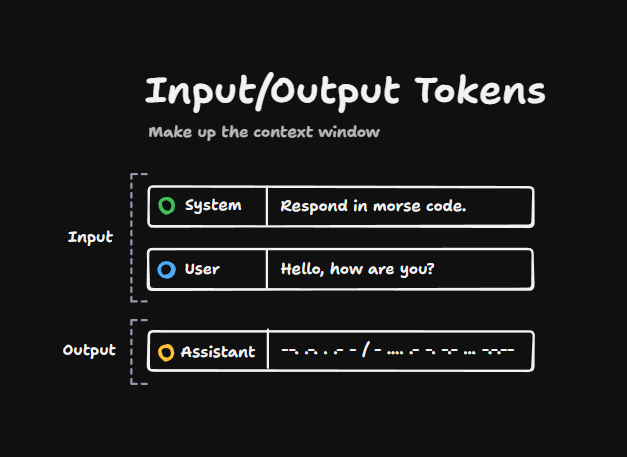 Input/Output Tokens
Make up the context window
Input
System
Respond in morse code.
User
Hello, how are you?
Output
Assistant
--. .-. . .- - / - .... .- -. -.- ... -.-.--